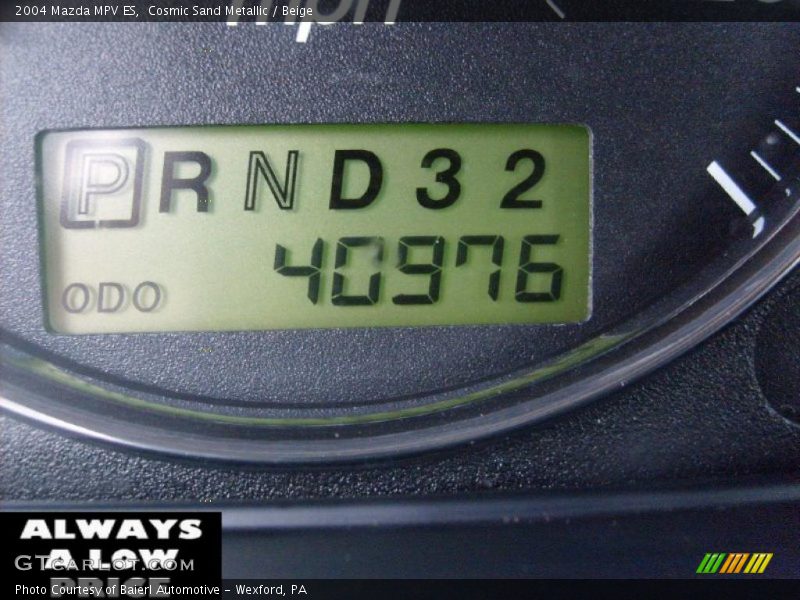 2004 Mazda MPV ES,  Cosmic Sand Metallic / Beige
mph
P R N D 3 2
40976
ODO
ALWAYS
A LOW
GTCARLOT.COM
PRICE
Photo Courtesy of Baierl Automotive - Wexford, PA